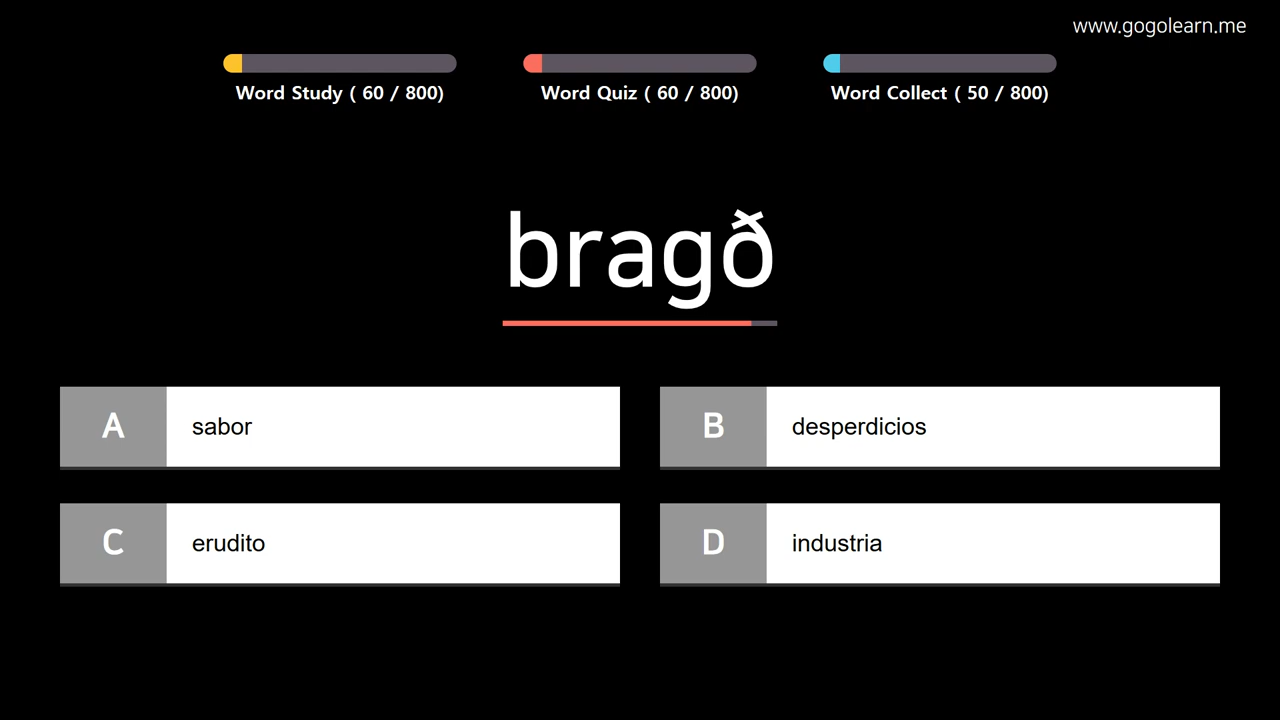 www.gogolearn.me
Word Study ( 60 / 800)
Word Quiz ( 60 / 800)
Word Collect ( 50 / 800)
bragð
A sabor
B desperdicios
C erudito
D industria